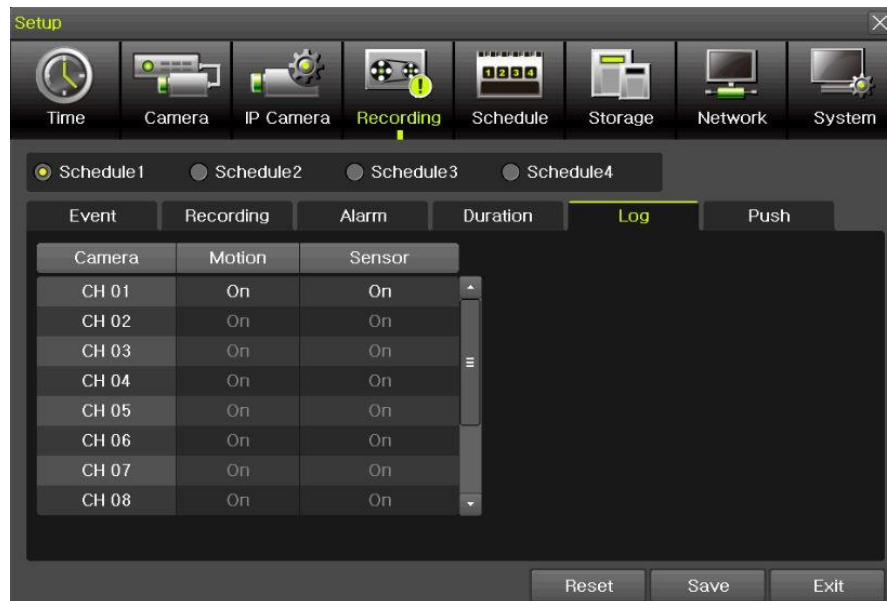 Setup
Time Camera IP Camera Recording Schedule Storage Network System
Schedule1 Schedule2 Schedule3 Schedule4
Event Recording Alarm Duration Log Push
Camera Motion Sensor
CH 01 On On
CH 02 On On
CH 03 On On
CH 04 On On
CH 05 On On
CH 06 On On
CH 07 On On
CH 08 On On
Reset Save Exit